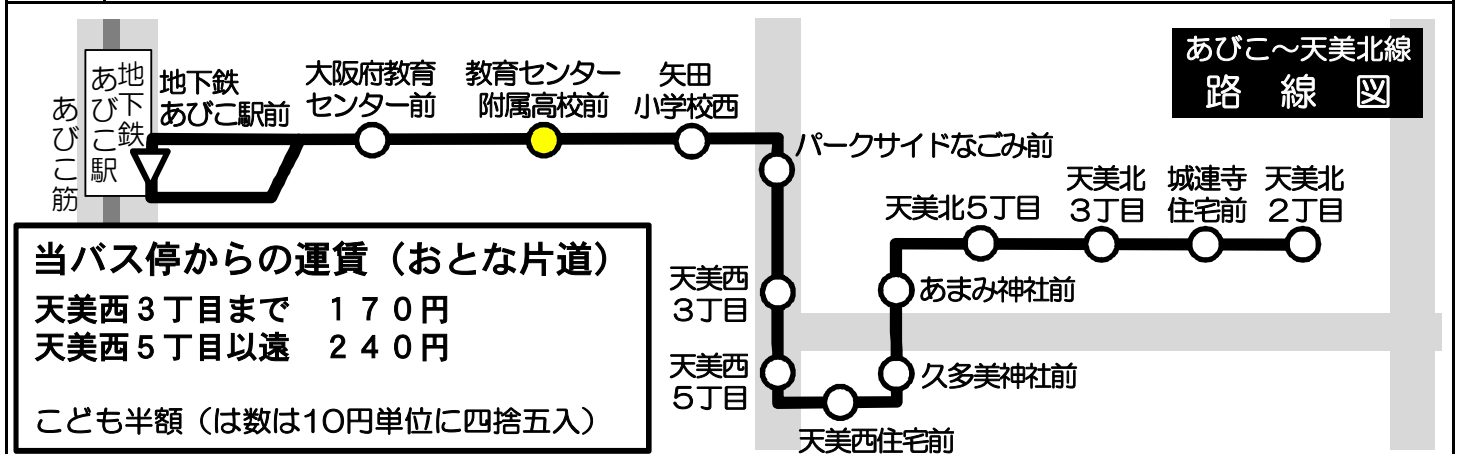 あびこ～天美北線
路線図
あびこ筋
地下鉄
あびこ駅
地下鉄
あびこ駅前
大阪府教育
センター前
教育センター
附属高校前
矢田
小学校西
パークサイドなごみ前
天美西
3丁目
天美西
5丁目
天美西住宅前
久多美神社前
あまみ神社前
天美北5丁目
天美北
3丁目
城連寺
住宅前
天美北
2丁目
当バス停からの運賃（おとな片道）
天美西３丁目まで　１７０円
天美西５丁目以遠　２４０円
こども半額（は数は10円単位に四捨五入）